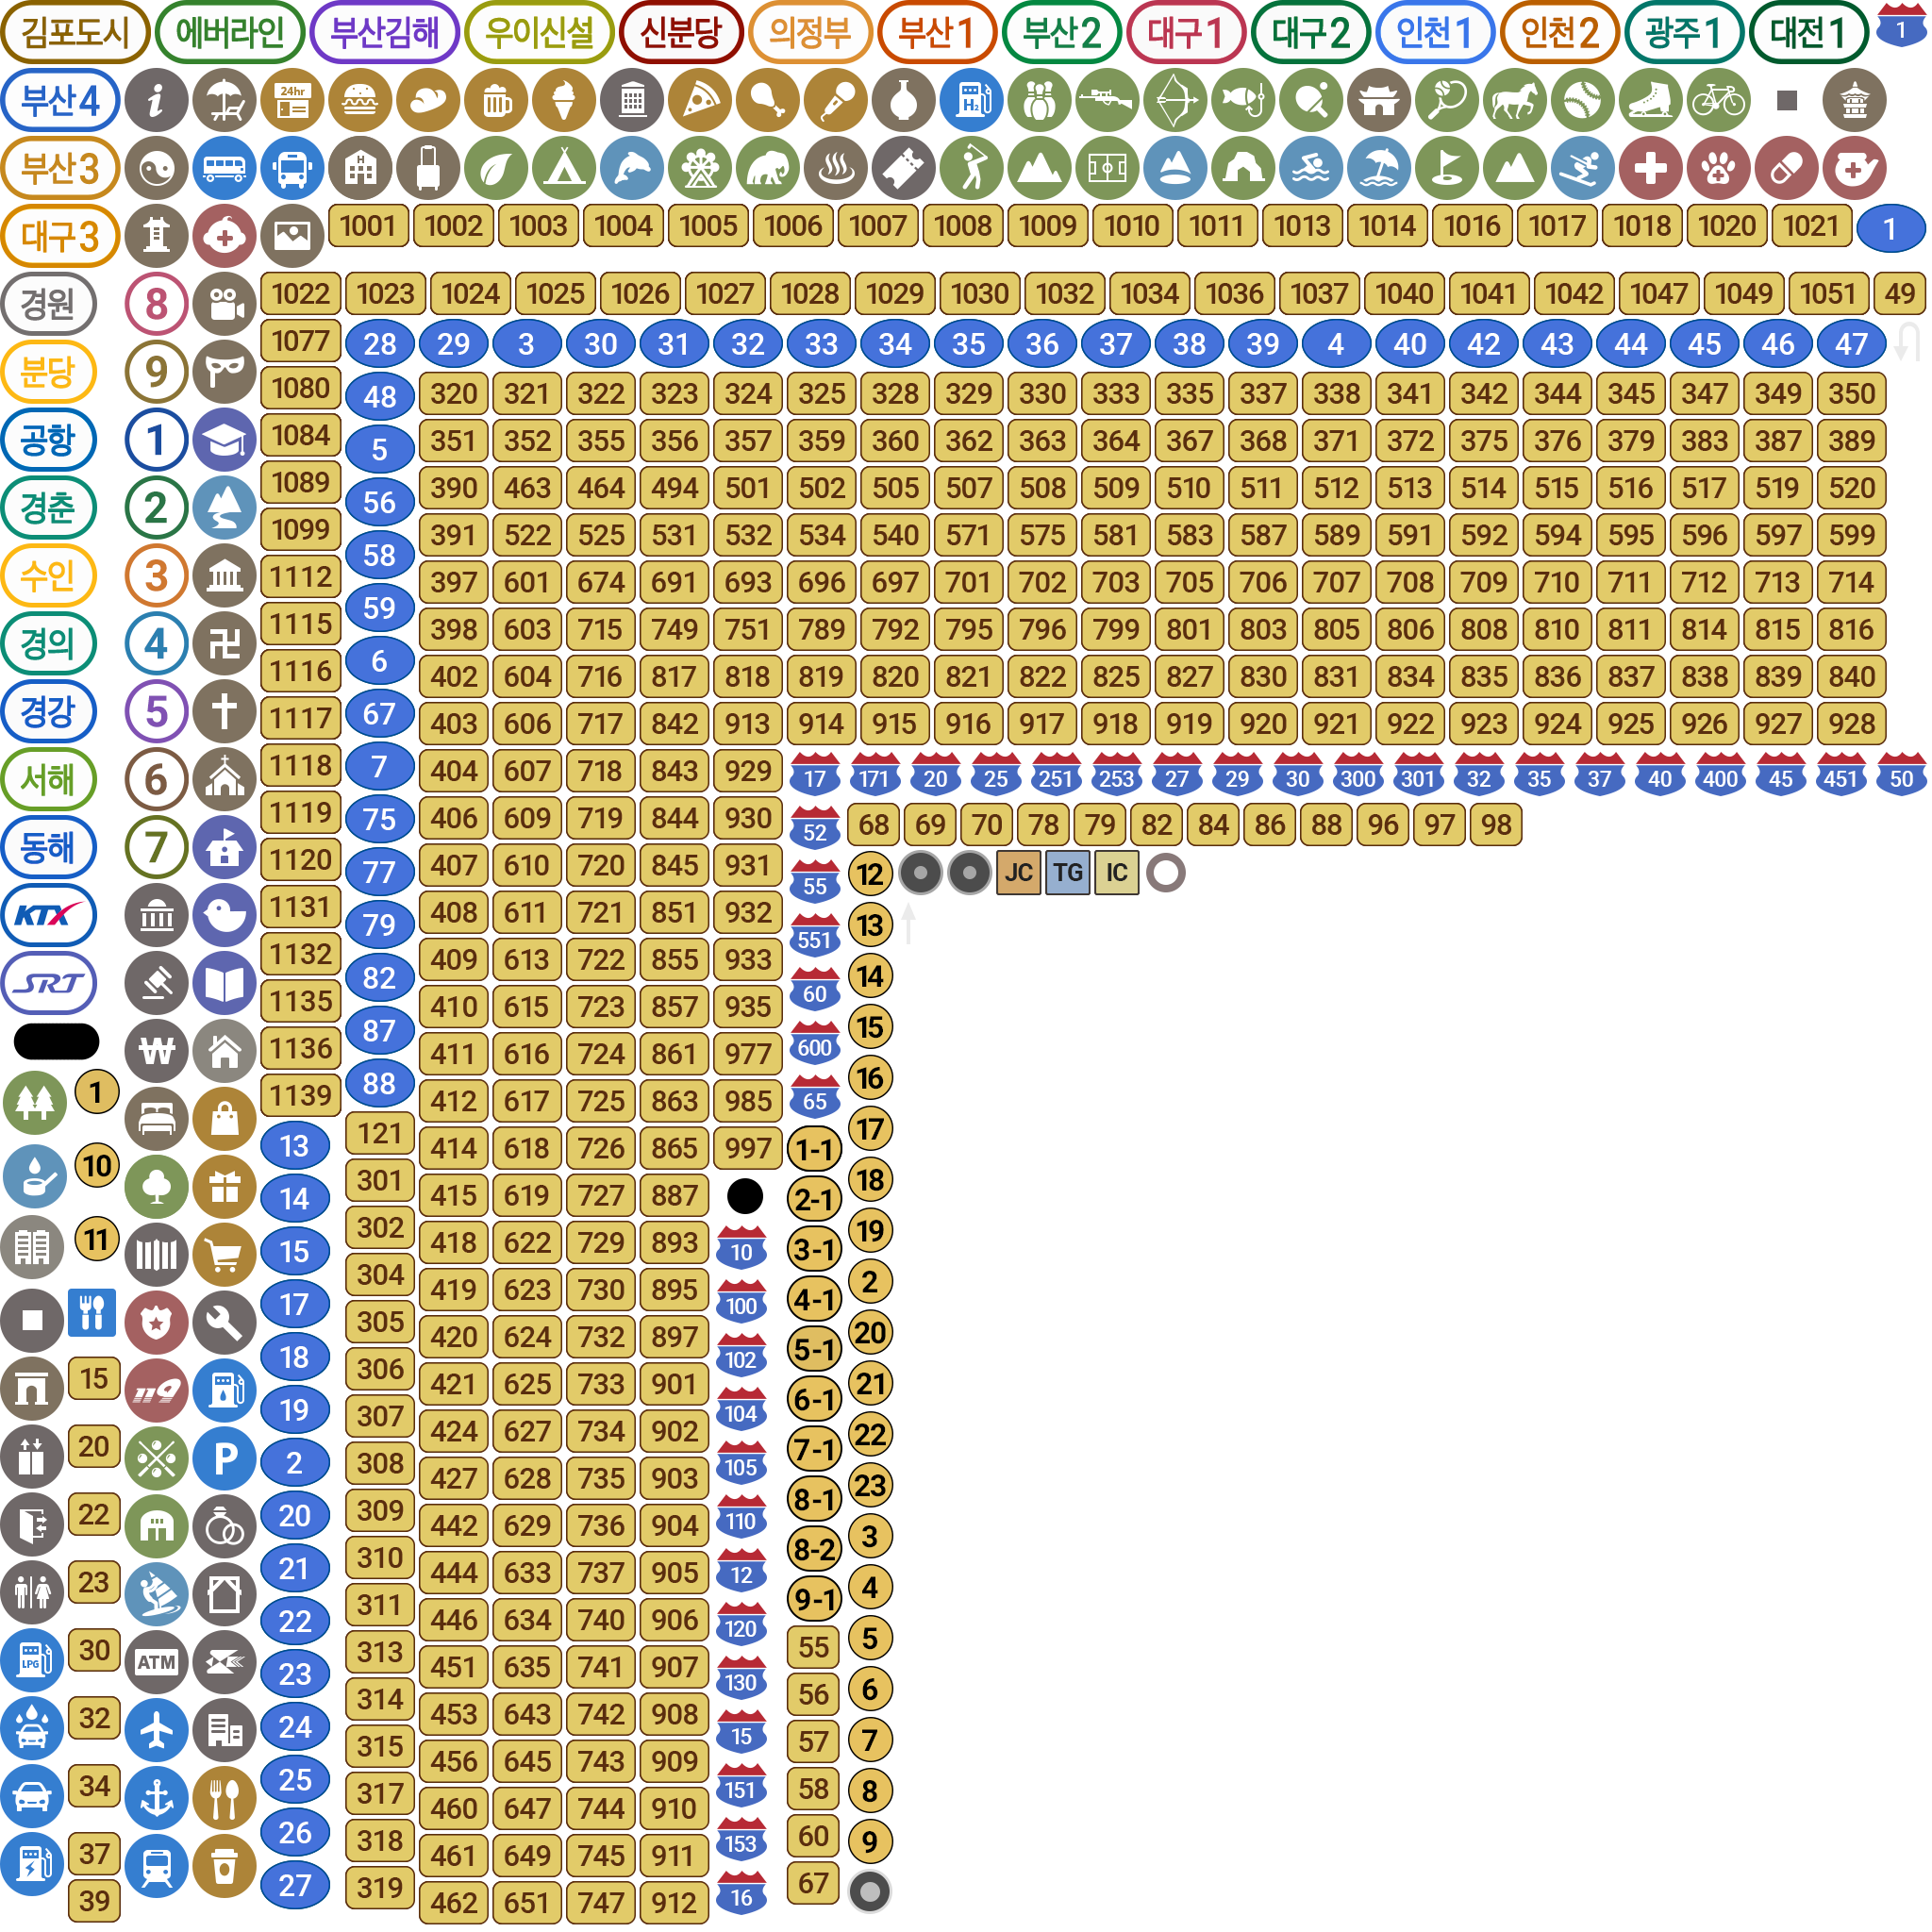 김포도시 에버라인 부산김해 우이신설 신분당 의정부 부산1 부산2 대구1 대구2 인천1 인천2 광주1 대전1 1
부산4 i 24hr H₂
부산3 H
대구3 1001 1002 1003 1004 1005 1006 1007 1008 1009 1010 1011 1013 1014 1016 1017 1018 1020 1021 1
경원 8 1022 1023 1024 1025 1026 1027 1028 1029 1030 1032 1034 1036 1037 1040 1041 1042 1047 1049 1051 49
1077 28 29 3 30 31 32 33 34 35 36 37 38 39 4 40 42 43 44 45 46 47
분당 9 1080 48 320 321 322 323 324 325 328 329 330 333 335 337 338 341 342 344 345 347 349 350
공항 1 1084 5 351 352 355 356 357 359 360 362 363 364 367 368 371 372 375 376 379 383 387 389
경춘 2 1089 56 390 463 464 494 501 502 505 507 508 509 510 511 512 513 514 515 516 517 519 520
1099 58 391 522 525 531 532 534 540 571 575 581 583 587 589 591 592 594 595 596 597 599
수인 3 1112 59 397 601 674 691 693 696 697 701 702 703 705 706 707 708 709 710 711 712 713 714
경의 4 卍 1115 6 398 603 715 749 751 789 792 795 796 799 801 803 805 806 808 810 811 814 815 816
1116 402 604 716 817 818 819 820 821 822 825 827 830 831 834 835 836 837 838 839 840
경강 5 1117 67 403 606 717 842 913 914 915 916 917 918 919 920 921 922 923 924 925 926 927 928
서해 6 1118 7 404 607 718 843 929 17 171 20 25 251 253 27 29 30 300 301 32 35 37 40 400 45 451 50
1119 75 406 609 719 844 930 52 68 69 70 78 79 82 84 86 88 96 97 98
동해 7 1120 77 407 610 720 845 931 55 12 JC TG IC
KTX 1131 79 408 611 721 851 932 551 13
1132 82 409 613 722 855 933 60 14
SRT 1135 87 410 615 723 857 935 600 15
₩ 1136 88 411 616 724 861 977 65 16
1 1139 412 617 725 863 985 17
10 13 121 414 618 726 865 997 1-1 18
14 301 415 619 727 887 2-1 19
11 15 302 418 622 729 893 10 3-1 2
17 304 419 623 730 895 100 4-1 20
18 305 420 624 732 897 102 5-1 21
15 119 19 306 421 625 733 901 104 6-1 22
20 P 2 307 424 627 734 902 105 7-1 23
22 20 308 427 628 735 903 110 8-1 3
23 21 309 442 629 736 904 12 8-2 4
30 LPG ATM 22 310 444 633 737 905 120 9-1 5
32 23 311 446 634 740 906 130 55 6
34 24 313 451 635 741 907 15 56 7
37 25 314 453 643 742 908 151 57 8
39 26 315 456 645 743 909 153 58 9
27 317 460 647 744 910 16 60
318 461 649 745 911 67
319 462 651 747 912